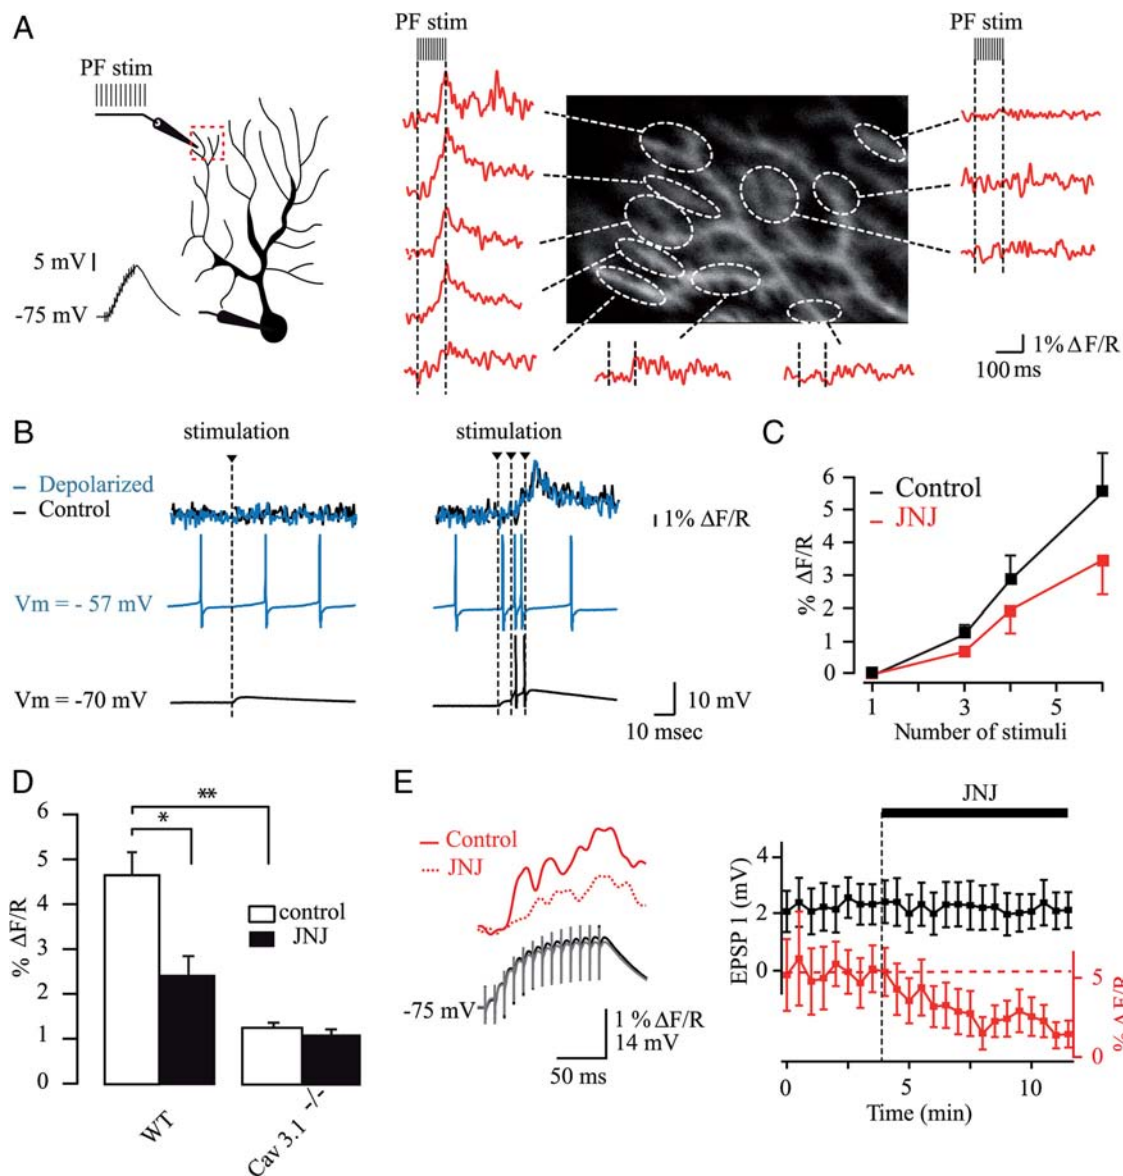 A
PF stim
5 mV
-75 mV
PF stim
PF stim
1% ΔF/R
100 ms
B
stimulation
stimulation
Depolarized
Control
1% ΔF/R
Vm = - 57 mV
Vm = -70 mV
10 mV
10 msec
C
6
5
4
3
2
1
0
% ΔF/R
Control
JNJ
1 3 5
Number of stimuli
D
6
5
4
3
2
1
0
% ΔF/R
**
*
control
JNJ
WT
Cav 3.1 -/-
E
Control
JNJ
-75 mV
1 % ΔF/R
14 mV
50 ms
JNJ
4
2
0
EPSP 1 (mV)
5
0
% ΔF/R
0 5 10
Time (min)